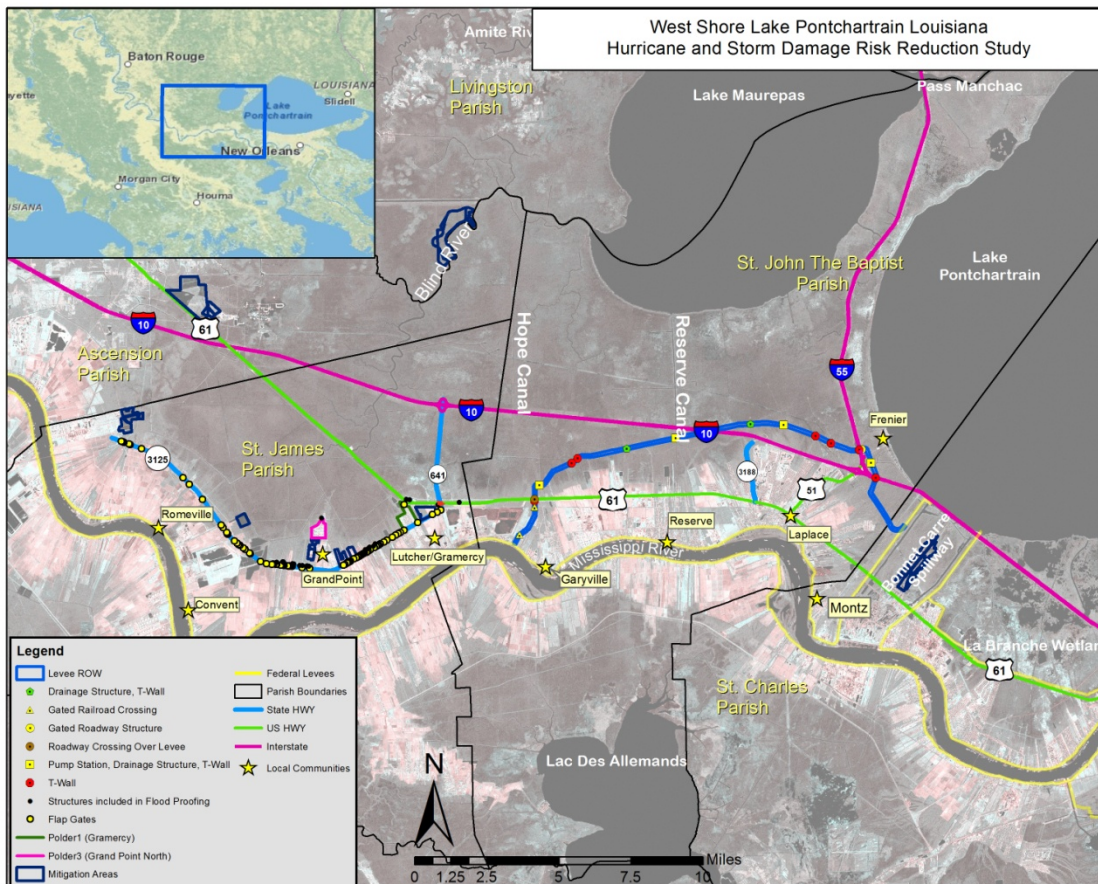 West Shore Lake Pontchartrain Louisiana
Hurricane and Storm Damage Risk Reduction Study
Baton Rouge
LOUISIANA
Slidell
Lake
Pontchartrain
New Orleans
Morgan City
Houma
Amite
Livingston
Parish
Lake Maurepas
Pass Manchac
Lake
Pontchartrain
St. John The Baptist
Parish
Blind River
Hope Canal
Reserve Canal
61
10
Ascension
Parish
55
10
10
Frenier
St. James
Parish
3125
641
3188
51
61
Romeville
Lutcher/Gramercy
Reserve
Laplace
GrandPoint
Garyville
Mississippi River
Bonnet Carre
Spillway
Convent
Montz
La Branche
61
St. Charles
Parish
Lac Des Allemands
Legend
Levee ROW
Drainage Structure, T-Wall
Gated Railroad Crossing
Gated Roadway Structure
Roadway Crossing Over Levee
Pump Station, Drainage Structure, T-Wall
T-Wall
Structures included in Flood Proofing
Flap Gates
Polder1 (Gramercy)
Polder3 (Grand Point North)
Mitigation Areas
Federal Levees
Parish Boundaries
State HWY
US HWY
Interstate
Local Communities
N
Miles
0 1.25 2.5 5 7.5 10